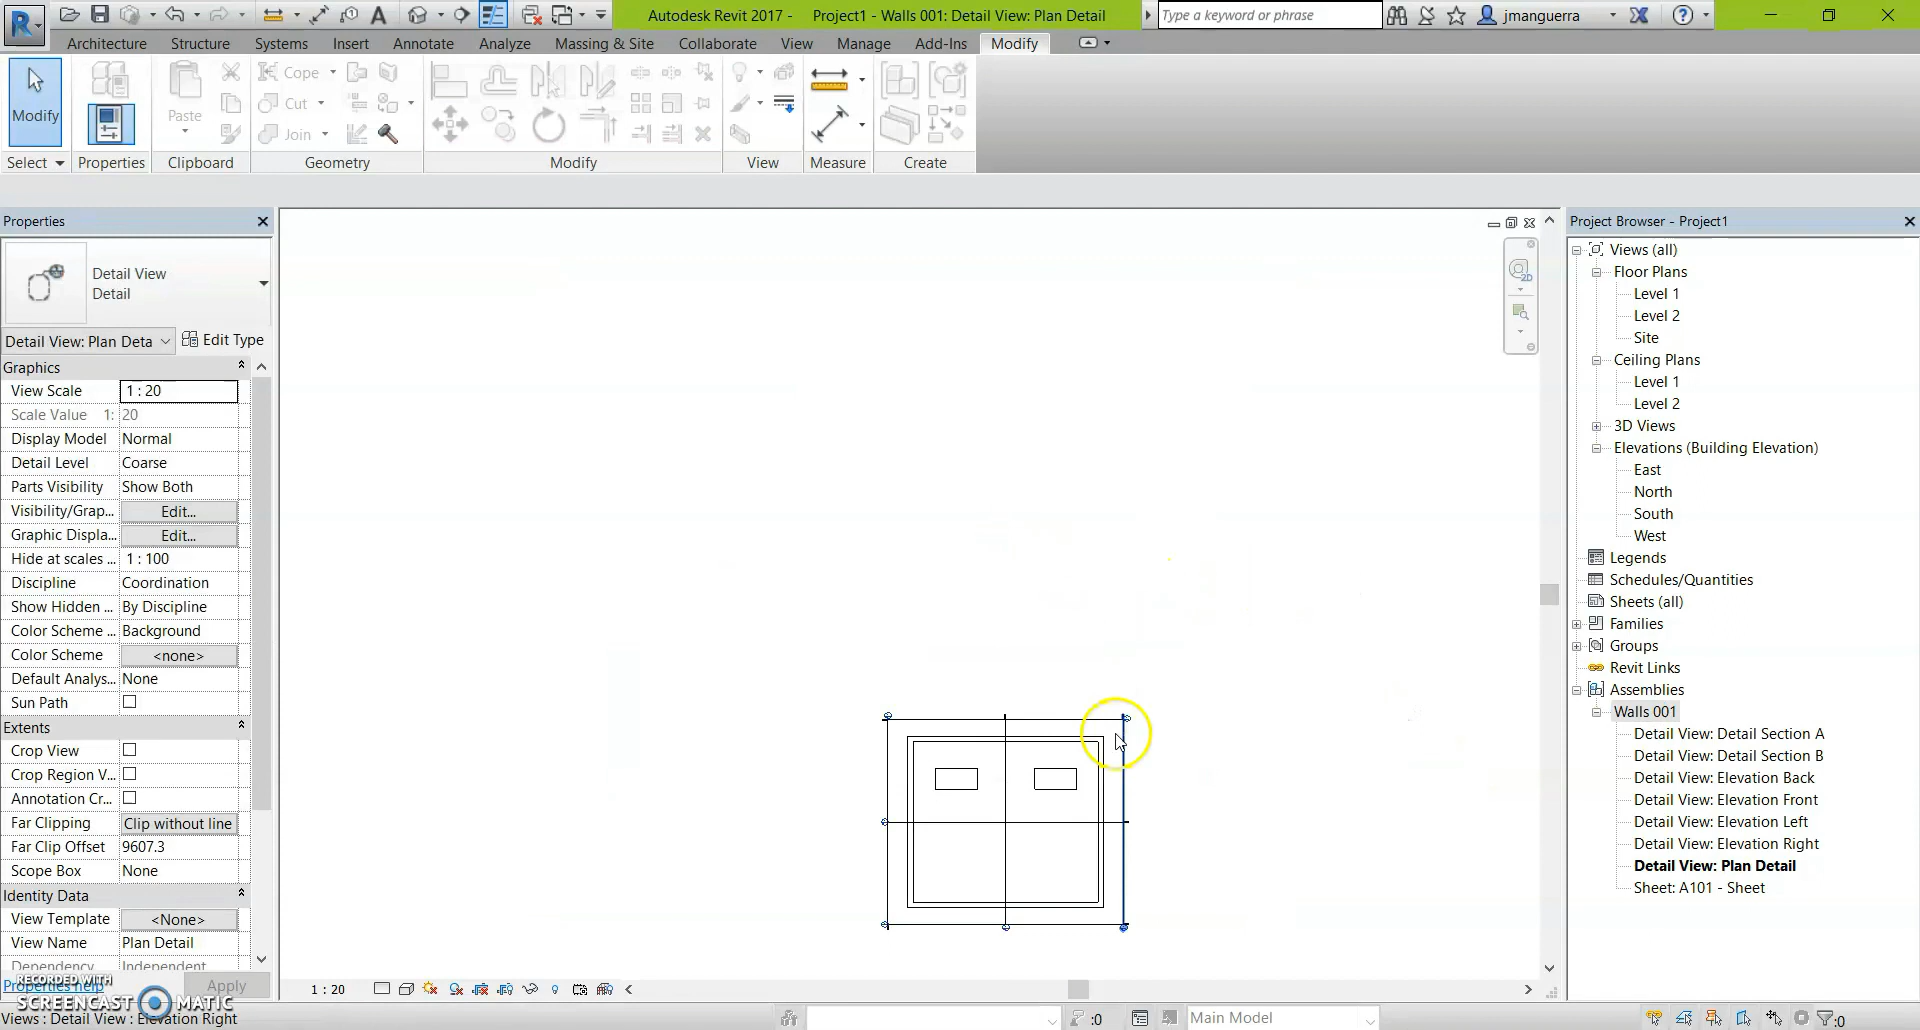 Autodesk Revit 2017 - Project1 - Walls 001: Detail View: Plan Detail
Type a keyword or phrase
jmanguerra
Architecture Structure Systems Insert Annotate Analyze Massing & Site Collaborate View Manage Add-Ins Modify
Modify
Paste
Cope
Cut
Join
Select Properties Clipboard Geometry Modify View Measure Create
Properties
Detail View
Detail
Detail View: Plan Deta
Edit Type
Graphics
View Scale 1 : 20
Scale Value 1: 20
Display Model Normal
Detail Level Coarse
Parts Visibility Show Both
Visibility/Grap... Edit...
Graphic Displa... Edit...
Hide at scales ... 1 : 100
Discipline Coordination
Show Hidden ... By Discipline
Color Scheme ... Background
Color Scheme <none>
Default Analys... None
Sun Path
Extents
Crop View
Crop Region V...
Annotation Cr...
Far Clipping Clip without line
Far Clip Offset 9607.3
Scope Box None
Identity Data
View Template <None>
View Name Plan Detail
Dependency Independent
Properties help
Apply
RECORDED WITH
SCREENCAST MATIC
Views : Detail View : Elevation Right
2D
1 : 20
:0
Main Model
:0
Project Browser - Project1
Views (all)
Floor Plans
Level 1
Level 2
Site
Ceiling Plans
Level 1
Level 2
3D Views
Elevations (Building Elevation)
East
North
South
West
Legends
Schedules/Quantities
Sheets (all)
Families
Groups
Revit Links
Assemblies
Walls 001
Detail View: Detail Section A
Detail View: Detail Section B
Detail View: Elevation Back
Detail View: Elevation Front
Detail View: Elevation Left
Detail View: Elevation Right
Detail View: Plan Detail
Sheet: A101 - Sheet